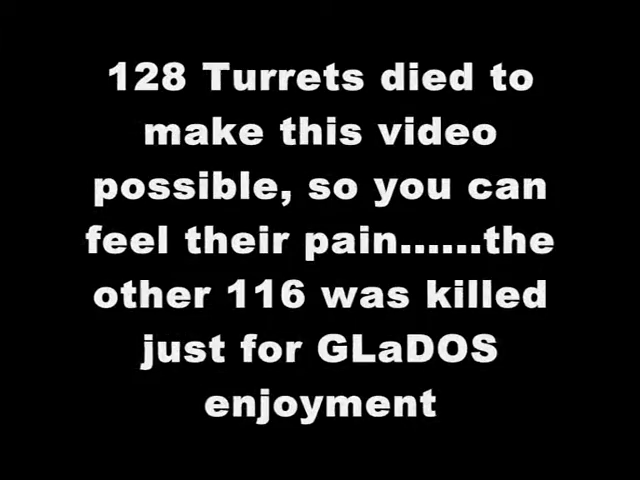 128 Turrets died to
make this video
possible, so you can
feel their pain......the
other 116 was killed
just for GLaDOS
enjoyment